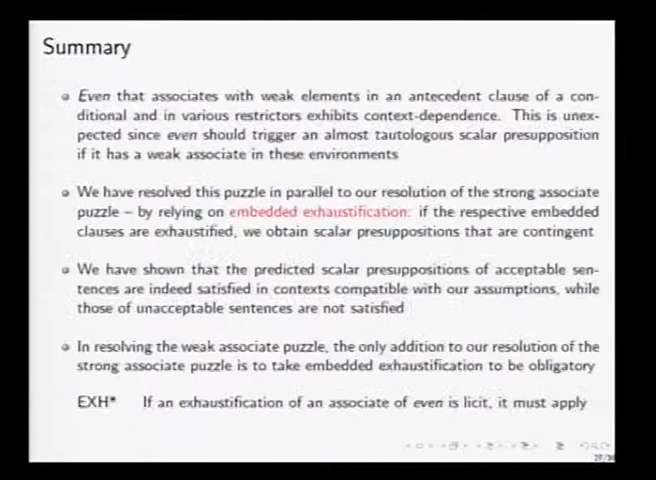 Summary
Even that associates with weak elements in an antecedent clause of a con-
ditional and in various restrictors exhibits context-dependence. This is unex-
pected since even should trigger an almost tautologous scalar presupposition
if it has a weak associate in these environments
We have resolved this puzzle in parallel to our resolution of the strong associate
puzzle – by relying on embedded exhaustification: if the respective embedded
clauses are exhaustified, we obtain scalar presuppositions that are contingent
We have shown that the predicted scalar presuppositions of acceptable sen-
tences are indeed satisfied in contexts compatible with our assumptions, while
those of unacceptable sentences are not satisfied
In resolving the weak associate puzzle, the only addition to our resolution of the
strong associate puzzle is to take embedded exhaustification to be obligatory
EXH* If an exhaustification of an associate of even is licit, it must apply